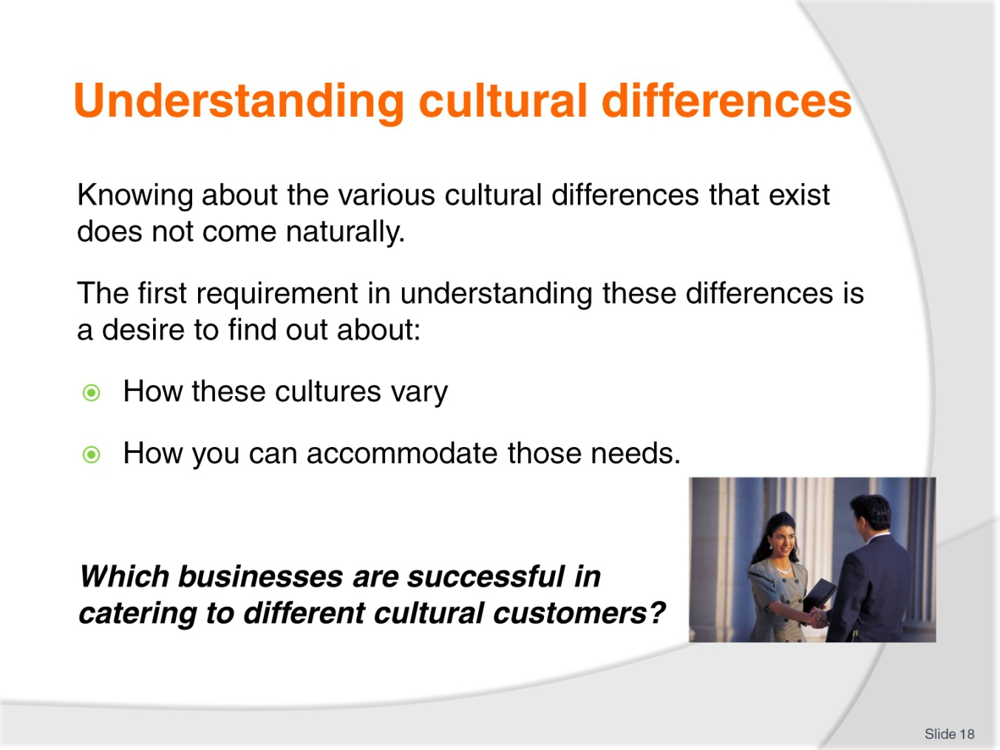 Understanding cultural differences
Knowing about the various cultural differences that exist
does not come naturally.
The first requirement in understanding these differences is
a desire to find out about:
How these cultures vary
How you can accommodate those needs.
Which businesses are successful in
catering to different cultural customers?
Slide 18